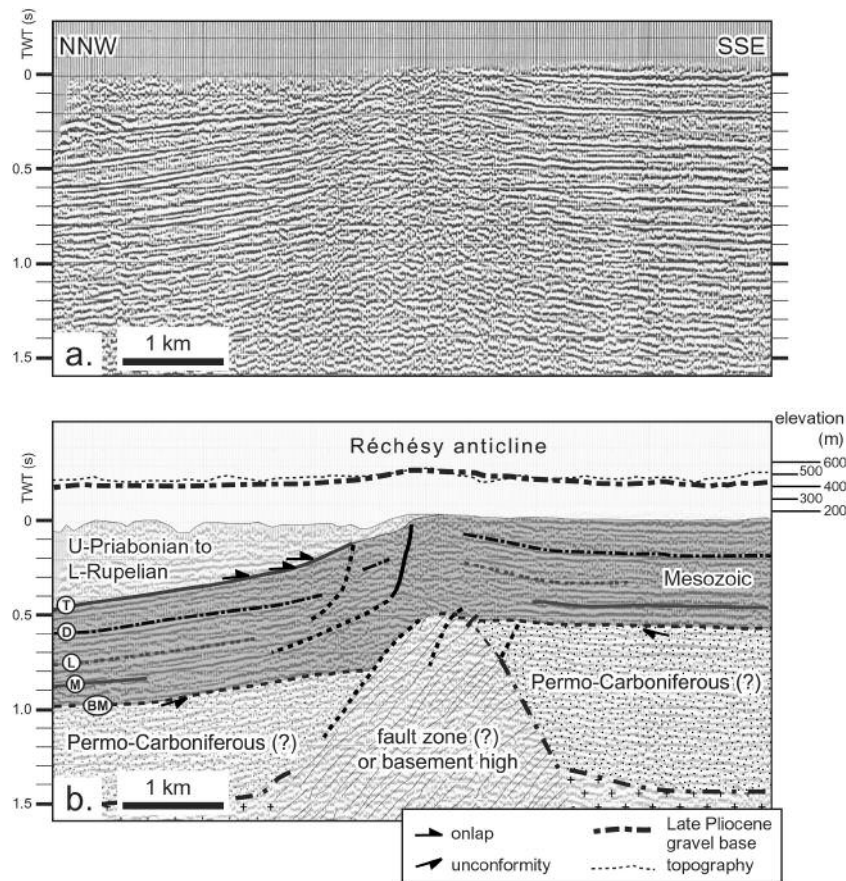 TWT (s)
NNW
SSE
0
0.5
1.0
1.5
a.
1 km
elevation
(m)
TWT (s)
Réchésy anticline
600
500
400
300
200
0
U-Priabonian to
L-Rupelian
Mesozoic
T
0.5
D
L
M
BM
Permo-Carboniferous (?)
1.0
Permo-Carboniferous (?)
fault zone (?)
or basement high
b.
1 km
1.5
onlap
Late Pliocene
gravel base
unconformity
topography